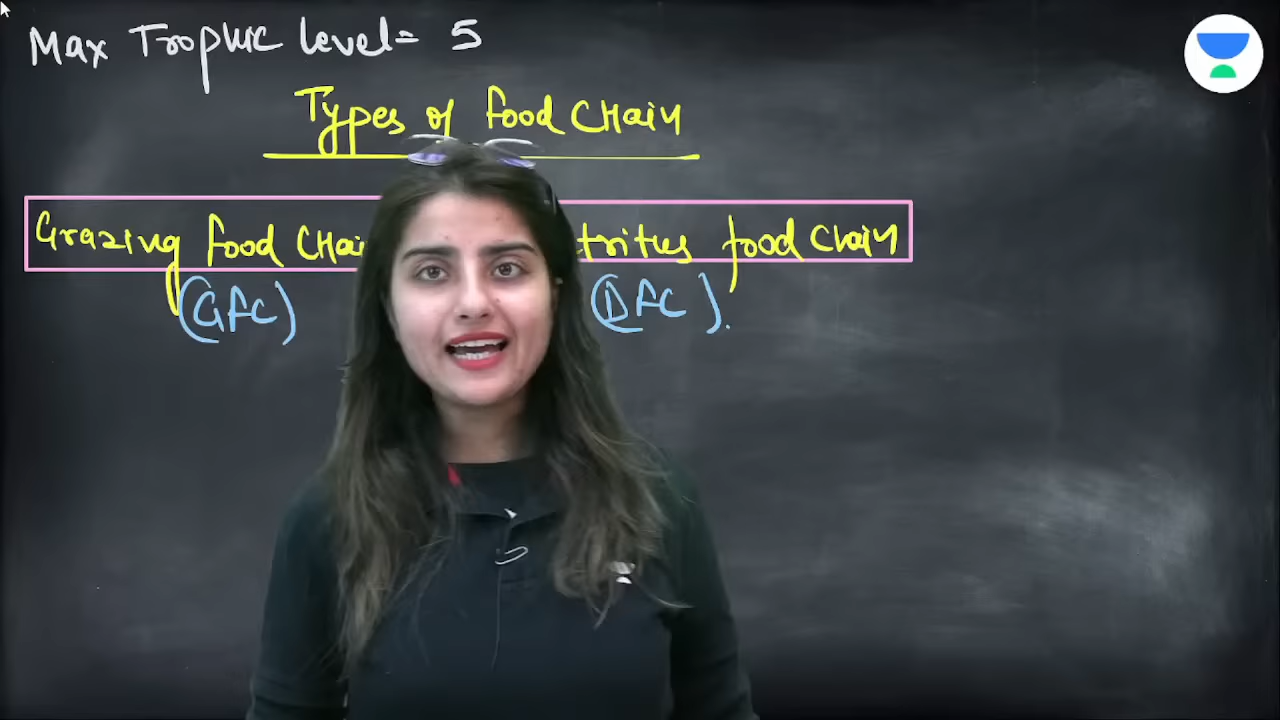 Max Trophic level= 5
Types of food CHain
Grazing food CHai tritus food Chain
(GFC) (DFC).